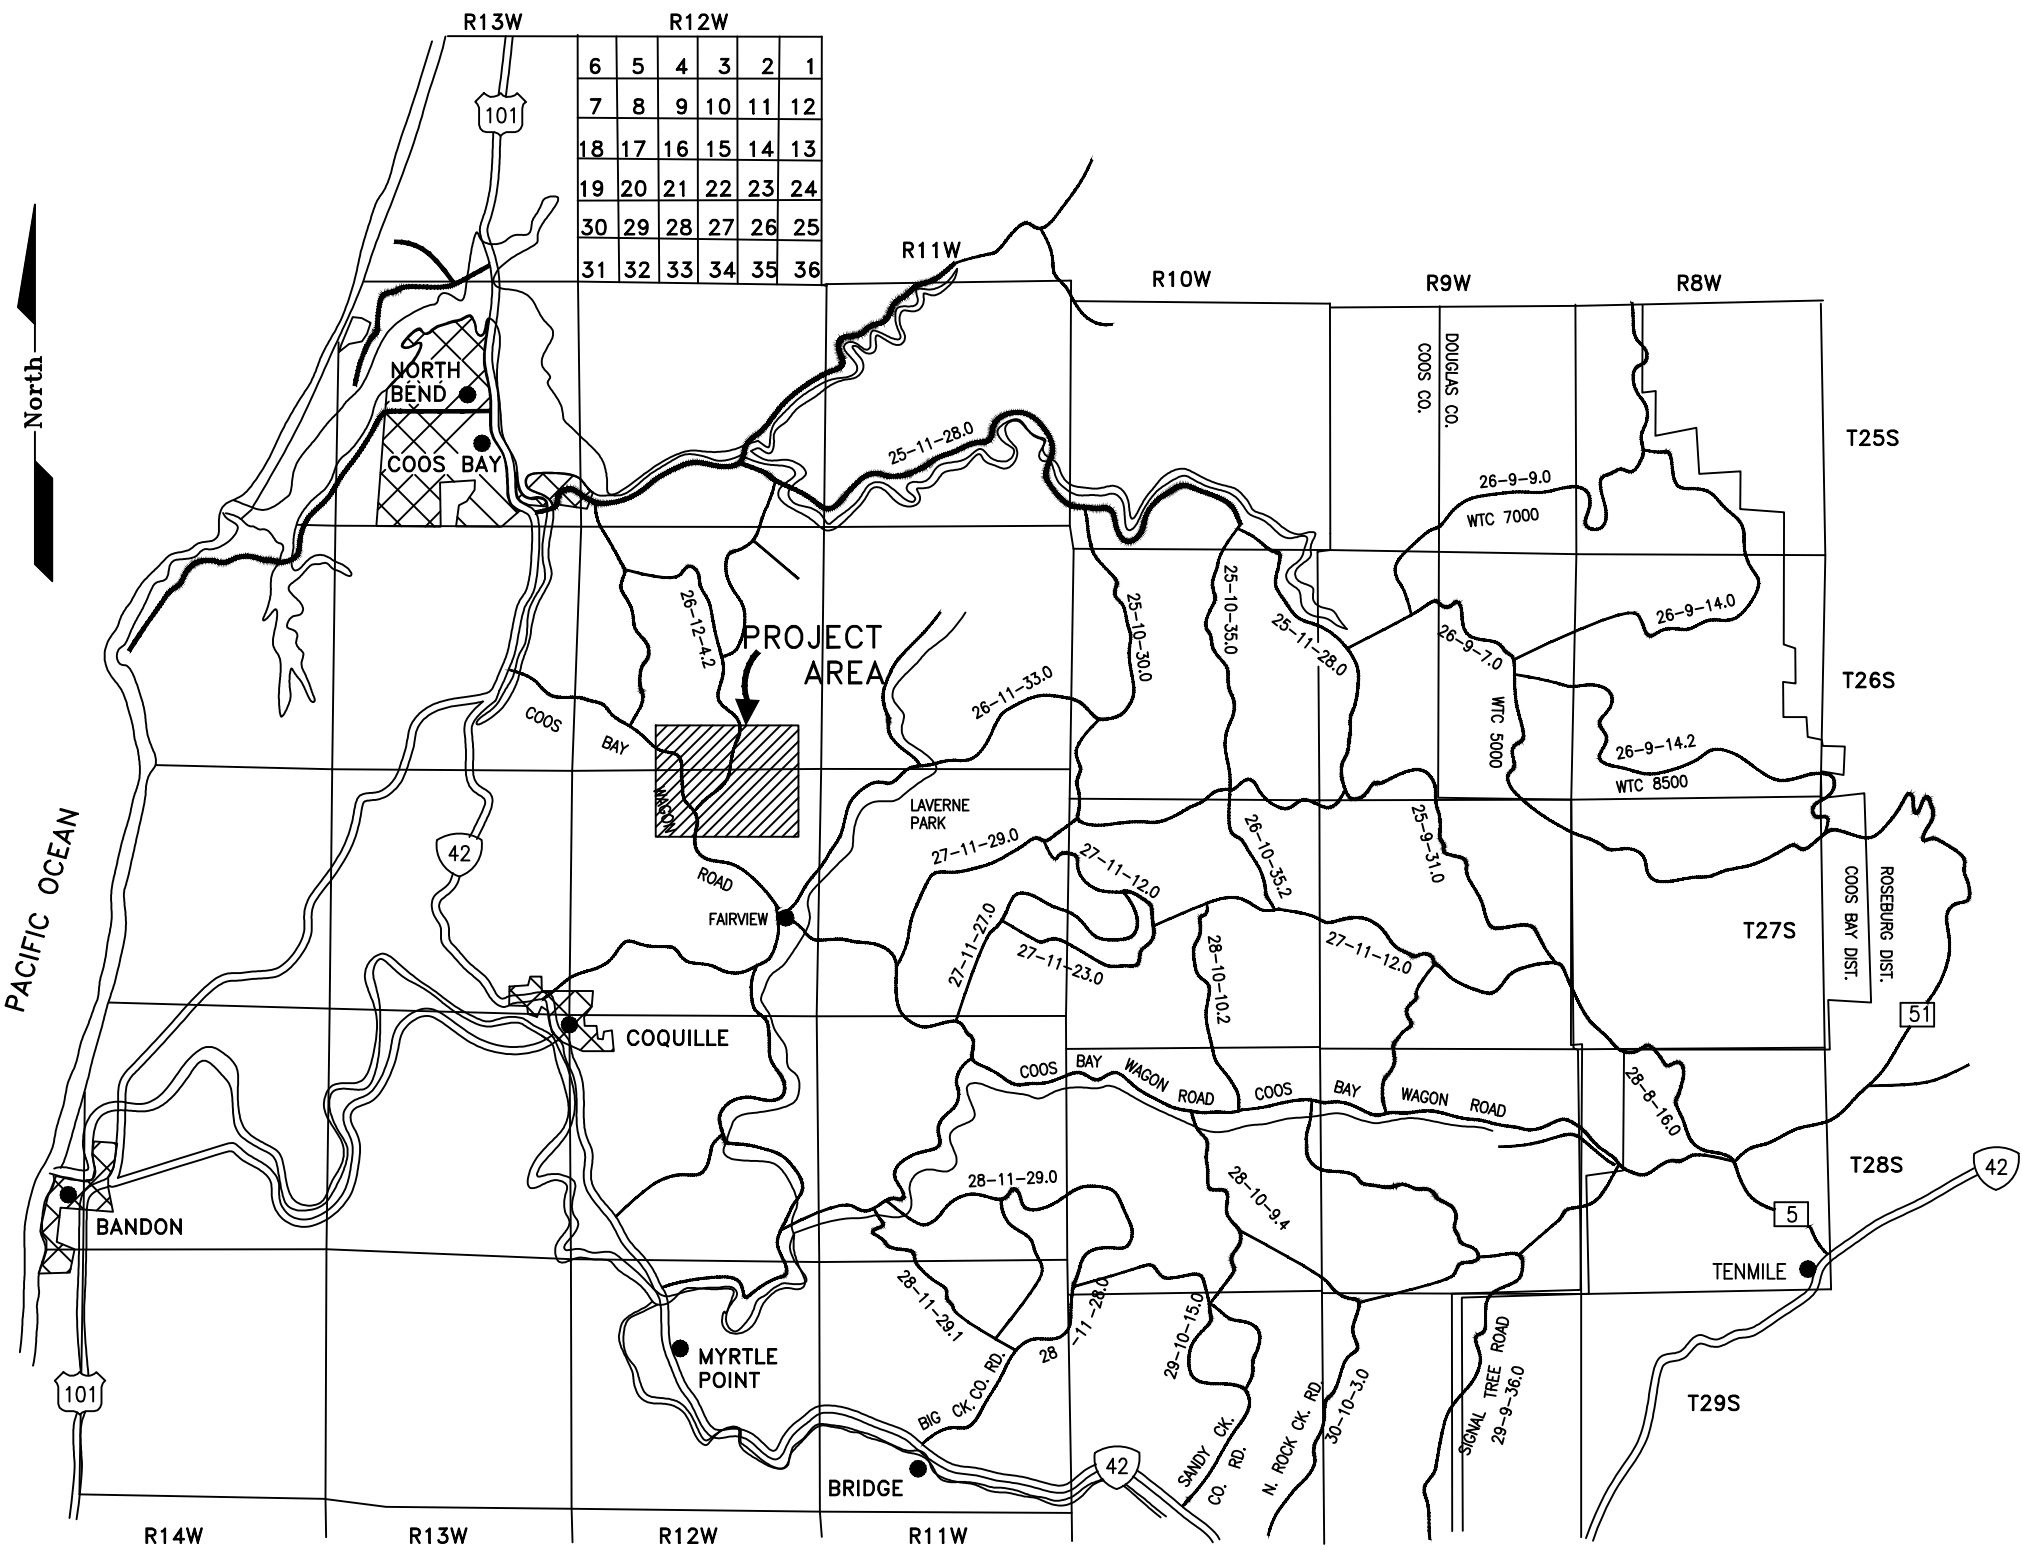 R13W
R12W
6 5 4 3 2 1
101
7 8 9 10 11 12
18 17 16 15 14 13
19 20 21 22 23 24
30 29 28 27 26 25
31 32 33 34 35 36
R11W
R10W
R9W
R8W
North
DOUGLAS CO.
COOS CO.
NORTH
BEND
COOS BAY
25-11-28.0
T25S
26-9-9.0
WTC 7000
26-12-4.2
PROJECT
AREA
25-10-30.0
25-10-35.0
25-11-28.0
26-9-7.0
26-9-14.0
T26S
26-11-33.0
WTC 5000
26-9-14.2
WTC 8500
COOS
BAY
WAGON
ROAD
LAVERNE
PARK
PACIFIC OCEAN
42
27-11-29.0
27-11-12.0
26-10-35.2
25-9-31.0
FAIRVIEW
27-11-27.0
27-11-23.0
28-10-10.2
27-11-12.0
T27S
COOS BAY DIST.
ROSEBURG DIST.
51
COQUILLE
COOS BAY WAGON ROAD
COOS BAY WAGON ROAD
28-8-16.0
T28S
42
BANDON
28-11-29.0
28-10-9.4
5
TENMILE
28-11-29.1
28-11-28.0
29-10-15.0
MYRTLE
POINT
SIGNAL TREE ROAD
29-9-36.0
101
BIG CK. CO. RD.
30-10-3.0
N. ROCK CK. RD.
T29S
SANDY CK.
CO. RD.
42
BRIDGE
R14W
R13W
R12W
R11W